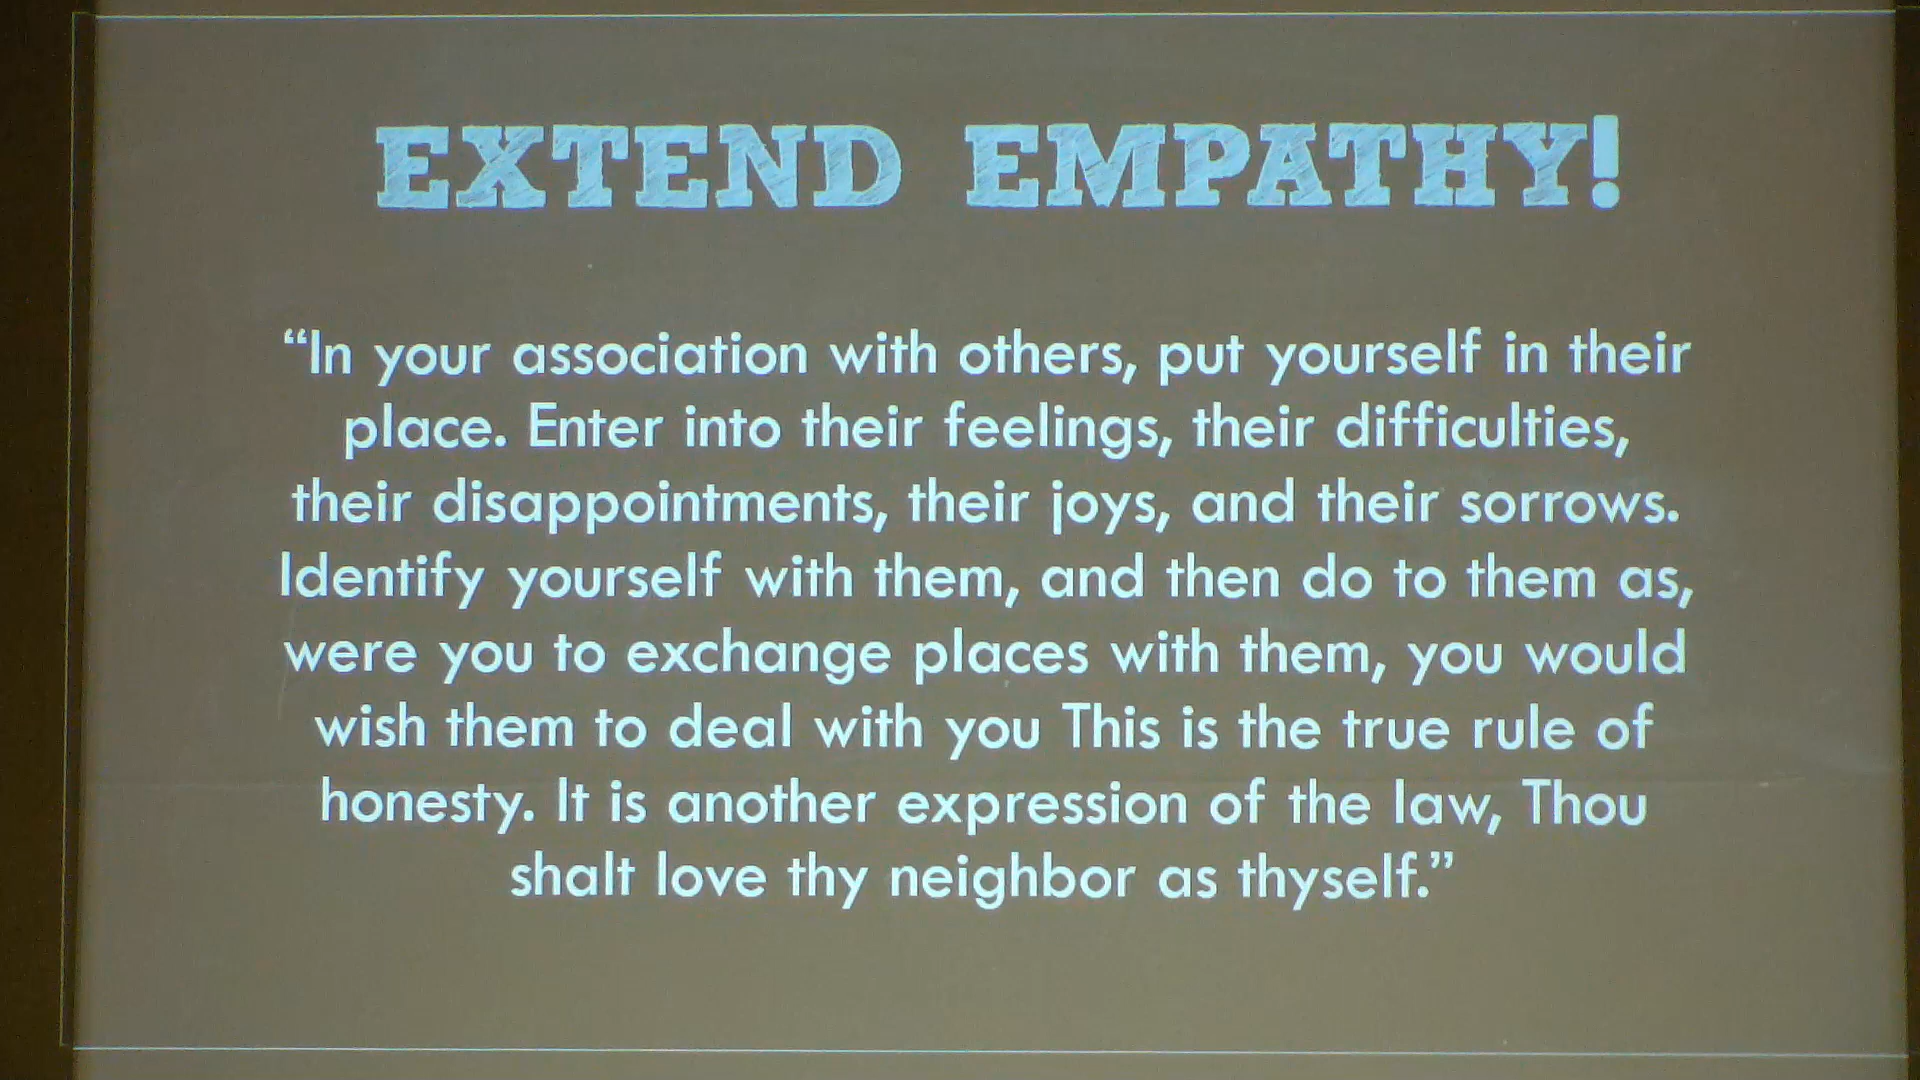 EXTEND EMPATHY!
“In your association with others, put yourself in their
place. Enter into their feelings, their difficulties,
their disappointments, their joys, and their sorrows.
Identify yourself with them, and then do to them as,
were you to exchange places with them, you would
wish them to deal with you This is the true rule of
honesty. It is another expression of the law, Thou
shalt love thy neighbor as thyself.”